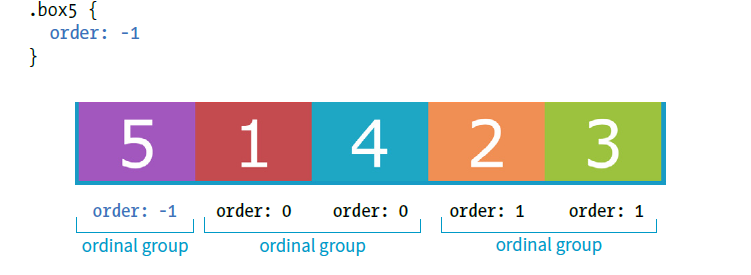 .box5 {
order: -1
}
5 1 4 2 3
order: -1 order: 0 order: 0 order: 1 order: 1
ordinal group ordinal group ordinal group